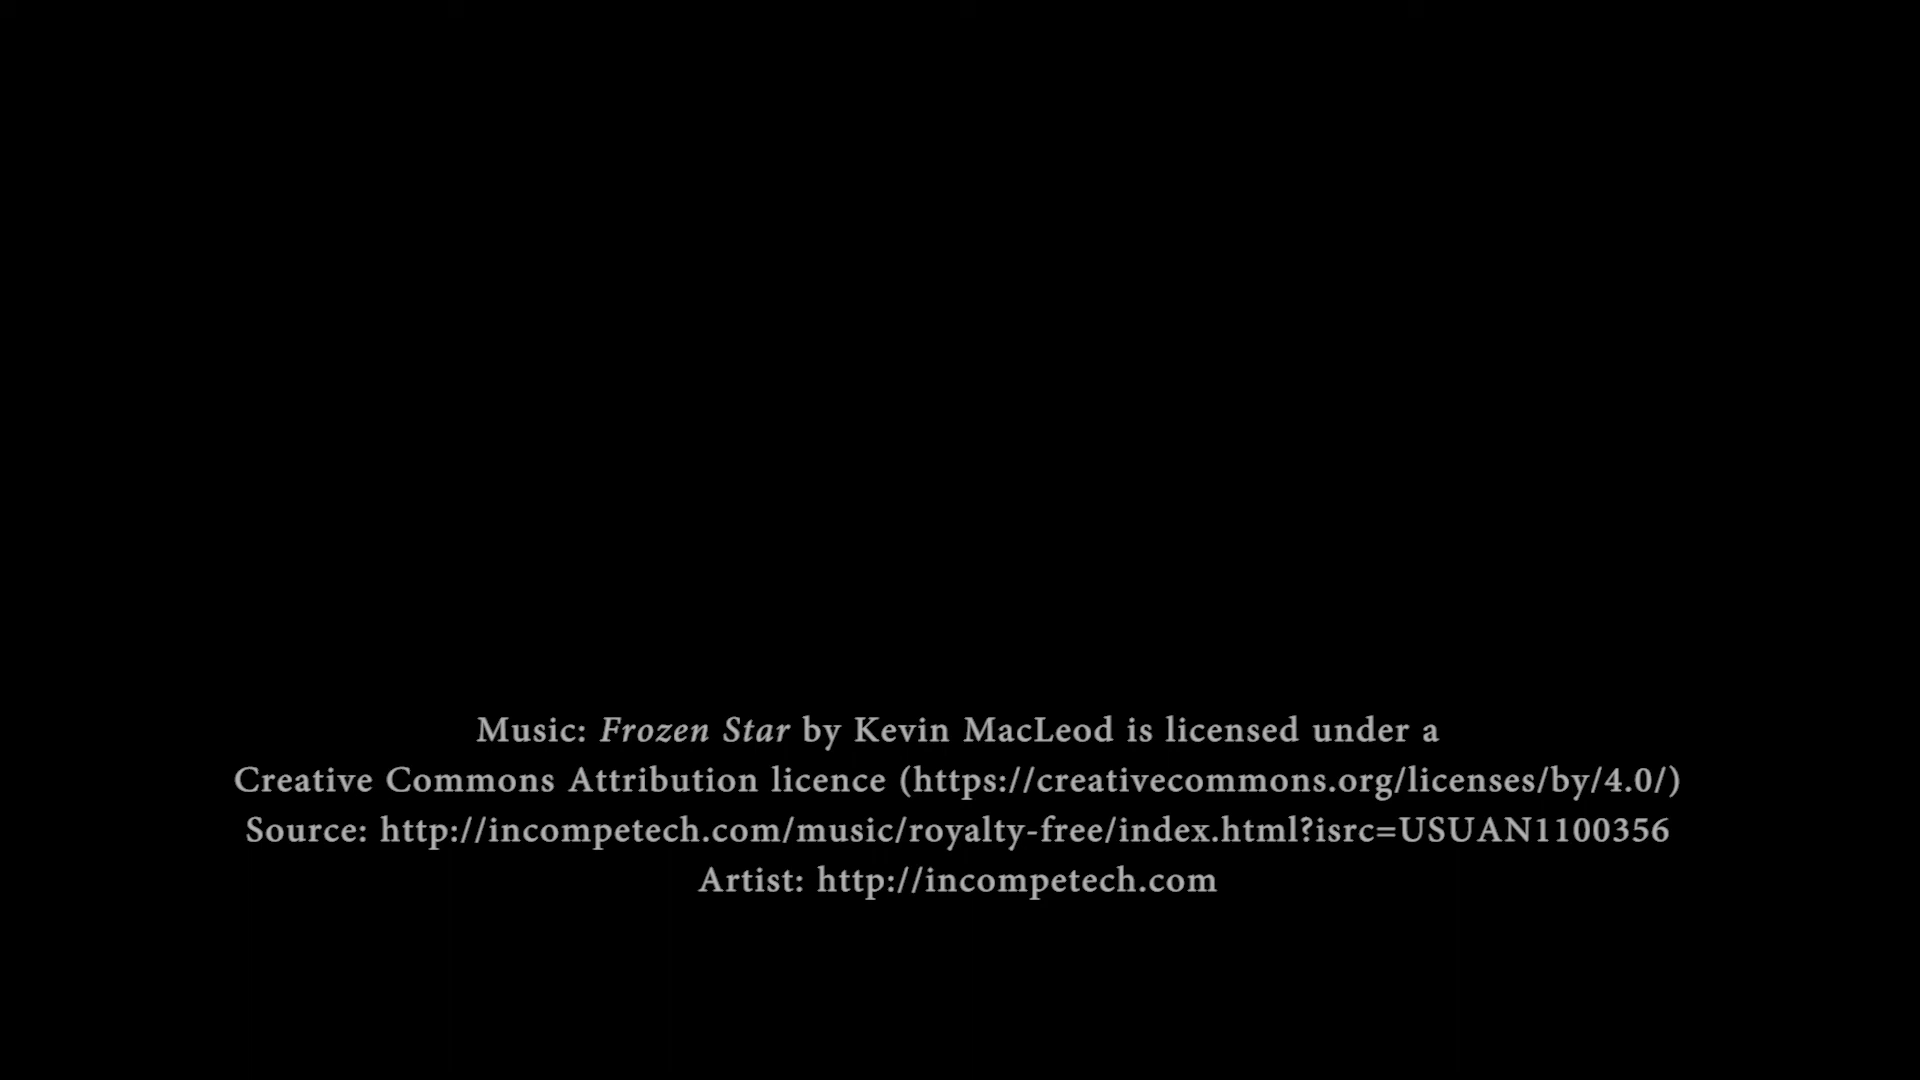 Music: Frozen Star by Kevin MacLeod is licensed under a
Creative Commons Attribution licence (https://creativecommons.org/licenses/by/4.0/)
Source: http://incompetech.com/music/royalty-free/index.html?isrc=USUAN1100356
Artist: http://incompetech.com